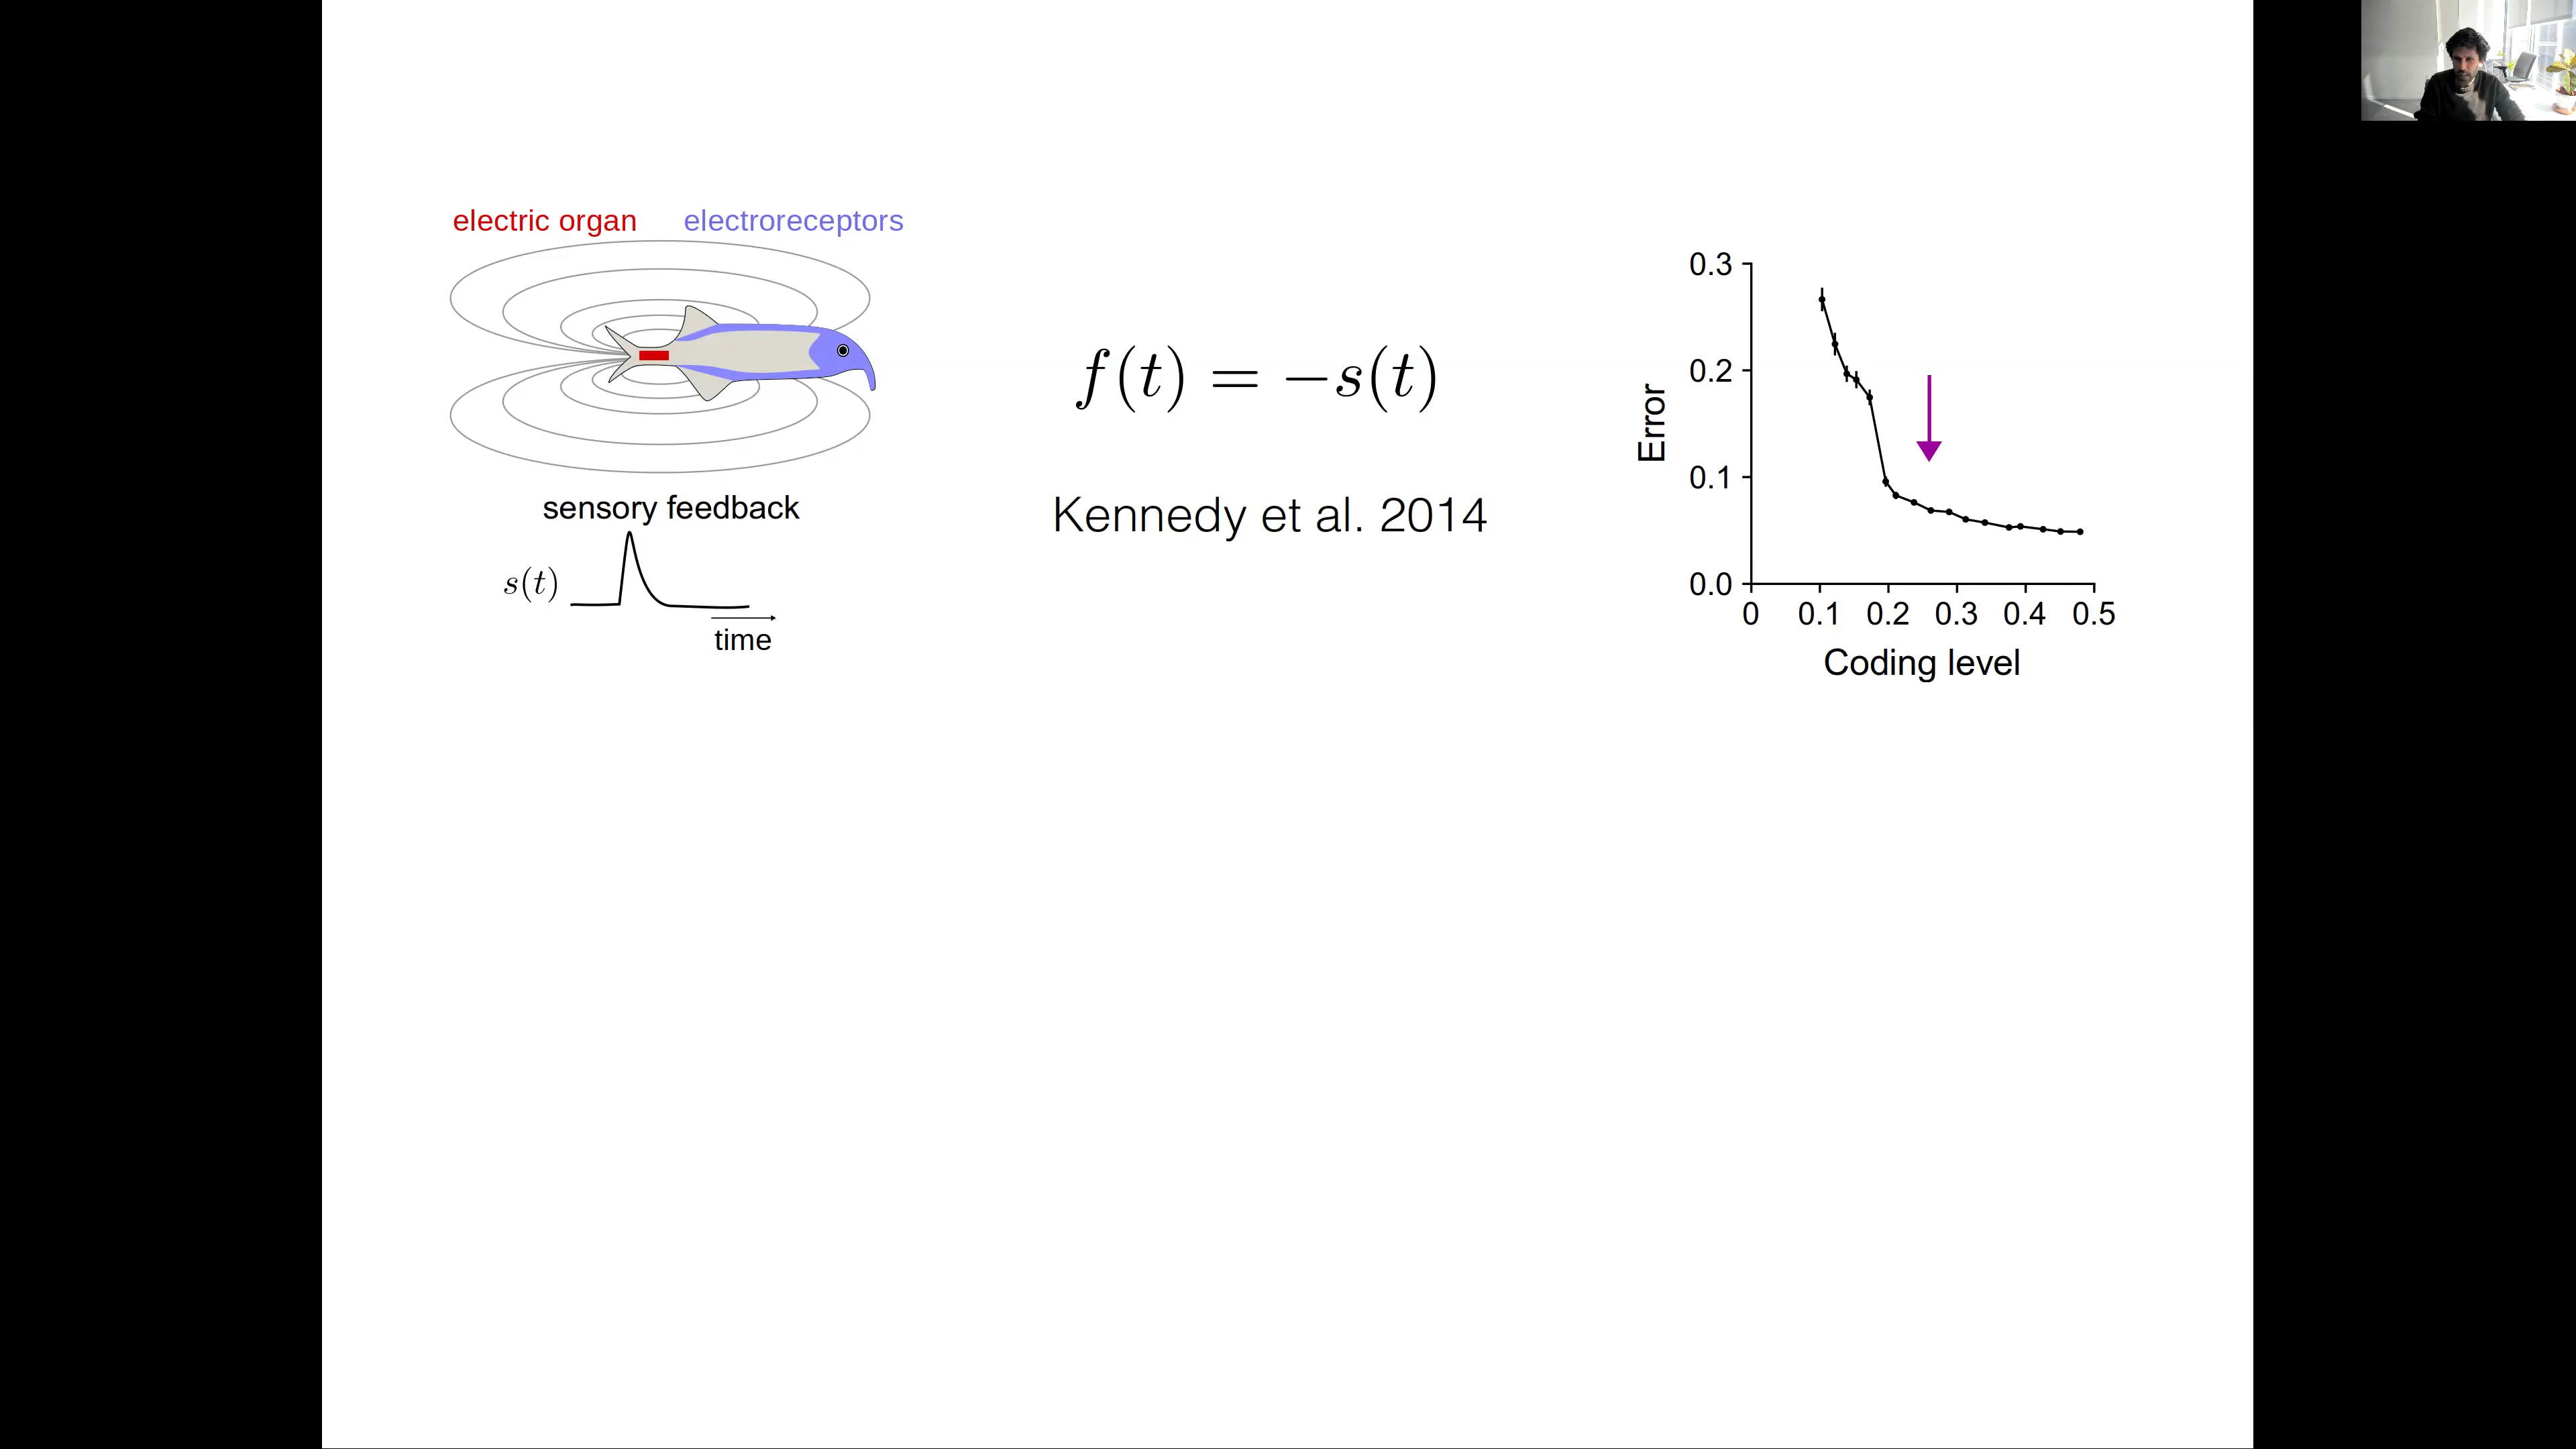 electric organ
electroreceptors
sensory feedback
s(t)
time
f(t) = −s(t)
Kennedy et al. 2014
Error
0.3
0.2
0.1
0.0
0 0.1 0.2 0.3 0.4 0.5
Coding level